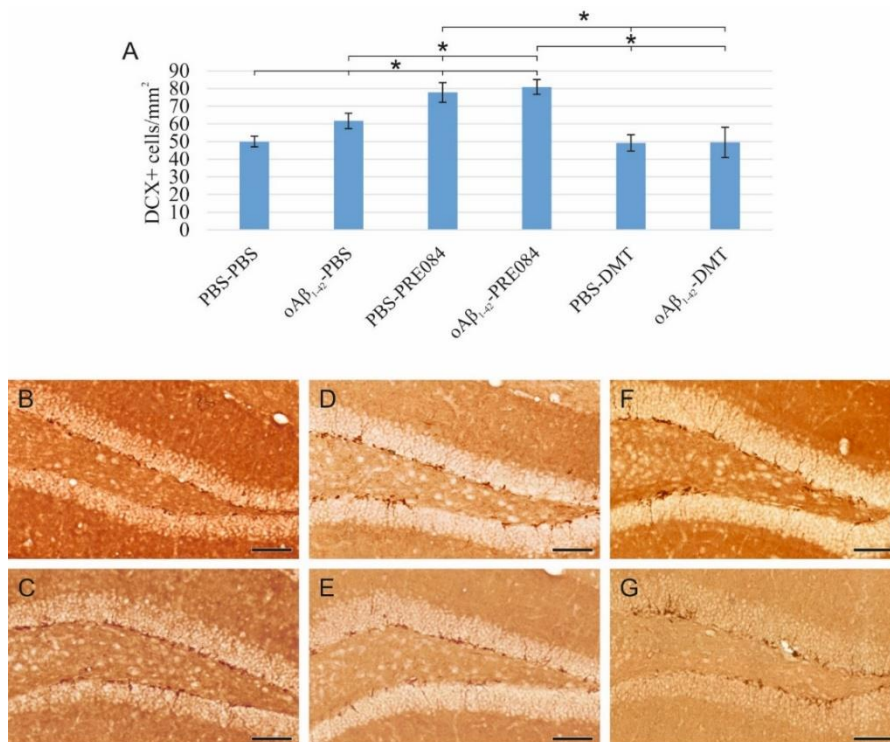 A
* 
*
*
*
DCX+ cells/mm²
90
80
70
60
50
40
30
20
10
0
PBS-PBS
oAβ₁₋₄₂-PBS
PBS-PRE084
oAβ₁₋₄₂-PRE084
PBS-DMT
oAβ₁₋₄₂-DMT
B
D
F
C
E
G